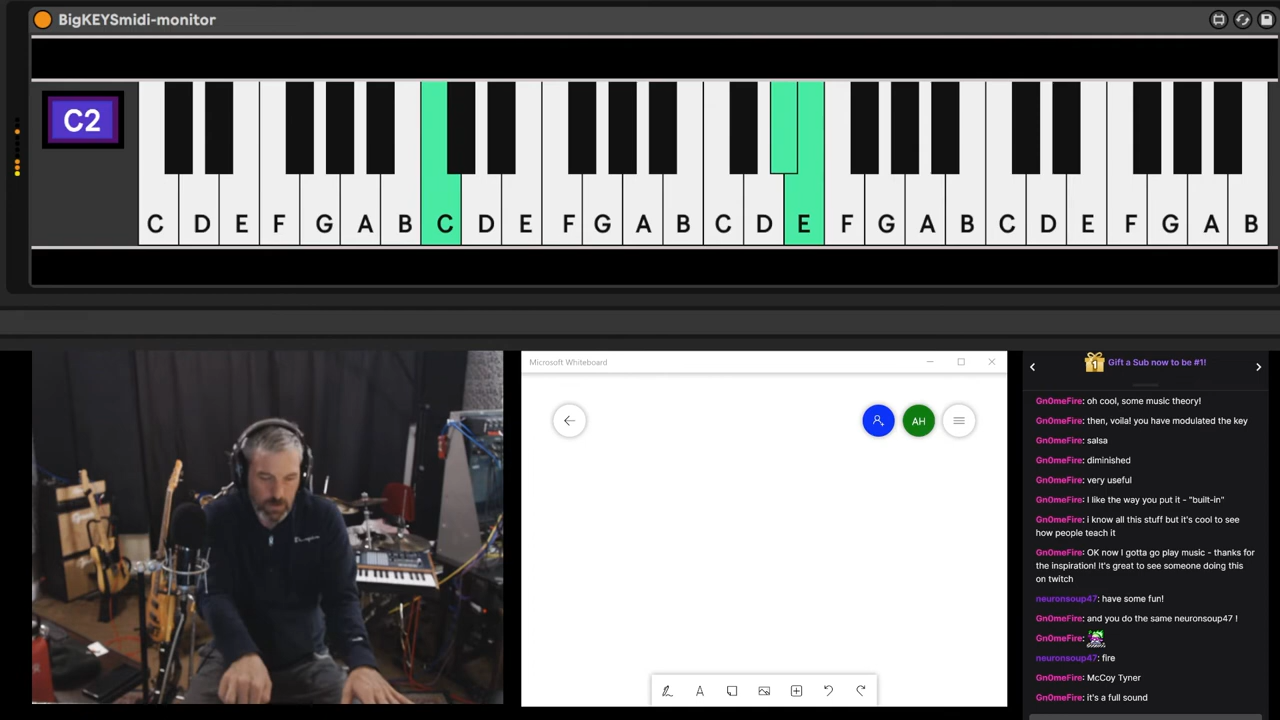 BigKEYSmidi-monitor
C2
C D E F G A B C D E F G A B C D E F G A B C D E F G A B
Microsoft Whiteboard
AH
A
1 Gift a Sub now to be #1!
Gn0meFire: oh cool, some music theory!
Gn0meFire: then, voila! you have modulated the key
Gn0meFire: salsa
Gn0meFire: diminished
Gn0meFire: very useful
Gn0meFire: I like the way you put it - "built-in"
Gn0meFire: i know all this stuff but it's cool to see
how people teach it
Gn0meFire: OK now I gotta go play music - thanks for
the inspiration! It's great to see someone doing this
on twitch
neuronsoup47: have some fun!
Gn0meFire: and you do the same neuronsoup47 !
Gn0meFire:
neuronsoup47: fire
Gn0meFire: McCoy Tyner
Gn0meFire: it's a full sound